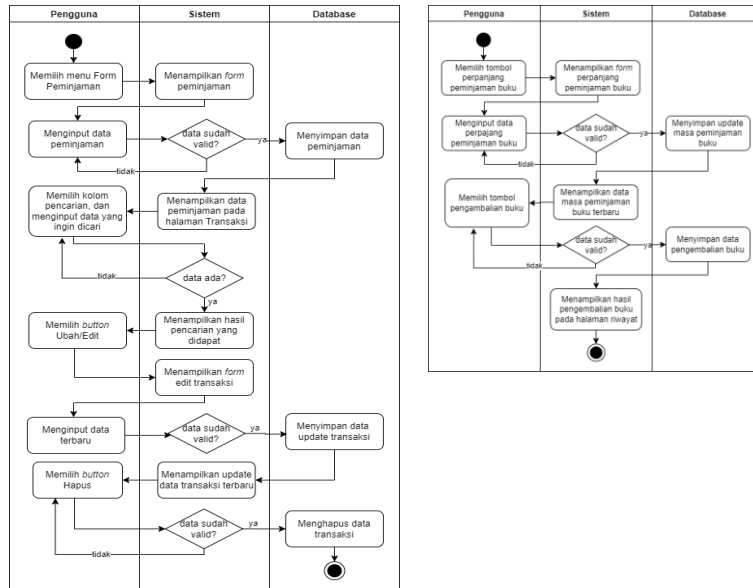 Pengguna
Sistem
Database
Memilih menu Form
Peminjaman
Menampilkan form
peminjaman
Menginput data
peminjaman
data sudah
valid?
ya
Menyimpan data
peminjaman
tidak
Memilih kolom
pencarian, dan
menginput data yang
ingin dicari
Menampilkan data
peminjaman pada
halaman Transaksi
tidak
data ada?
ya
Memilih button
Ubah/Edit
Menampilkan hasil
pencarian yang
didapat
Menampilkan form
edit transaksi
Menginput data
terbaru
data sudah
valid?
ya
Menyimpan data
update transaksi
Memilih button
Hapus
Menampilkan update
data transaksi terbaru
data sudah
valid?
ya
Menghapus data
transaksi
tidak
Pengguna
Sistem
Database
Memilih tombol
perpanjang
peminjaman buku
Menampilkan form
perpanjang
peminjaman buku
Menginput data
perpajang
peminjaman buku
data sudah
valid?
ya
Menyimpan update
masa peminjaman
buku
tidak
Memilih tombol
pengambalian buku
Menampilkan data
masa peminjaman
buku terbaru
data sudah
valid?
ya
Menyimpan data
pengembalian buku
tidak
Menampilkan hasil
pengembalian buku
pada halaman riwayat